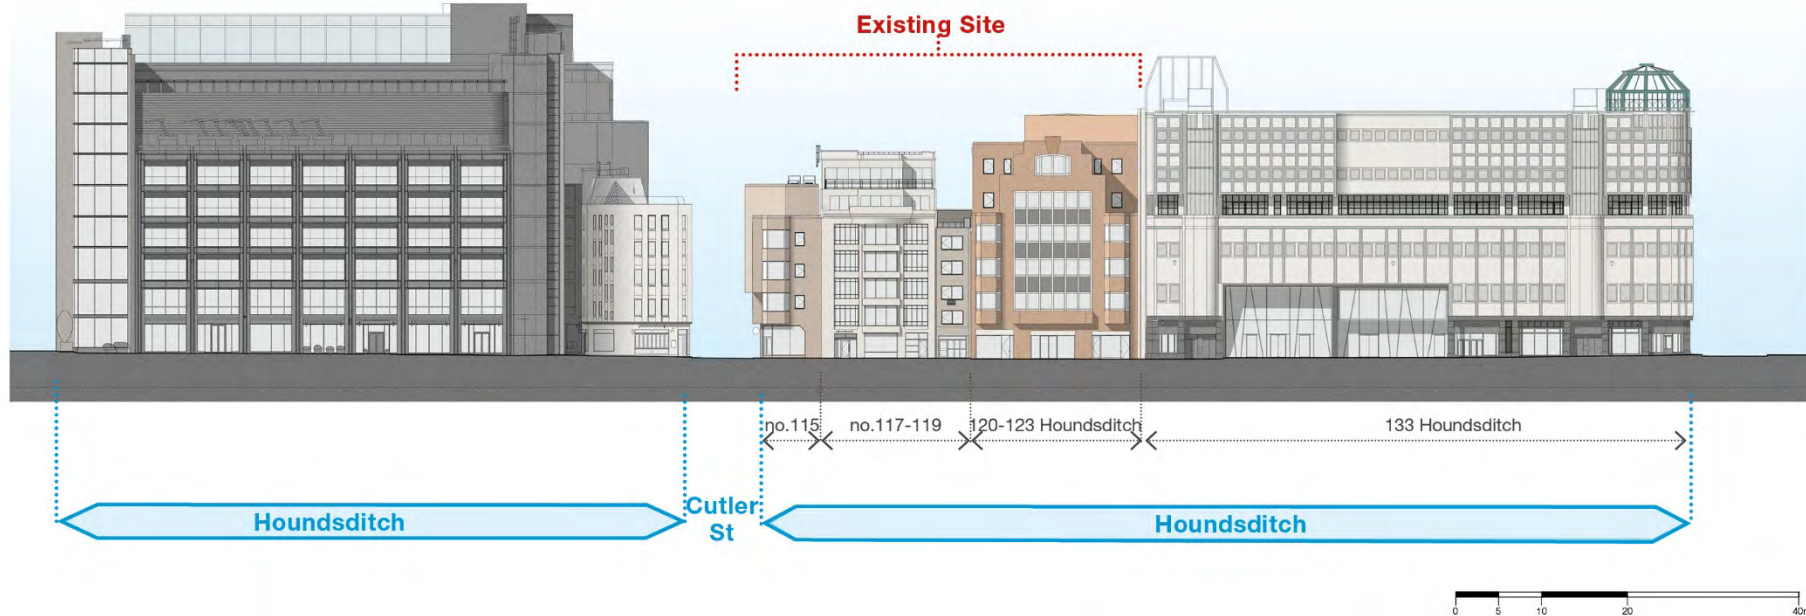 Existing Site
no.115
no.117-119
120-123 Houndsditch
133 Houndsditch
Houndsditch
Cutler
St
Houndsditch
0 5 10 20 40m